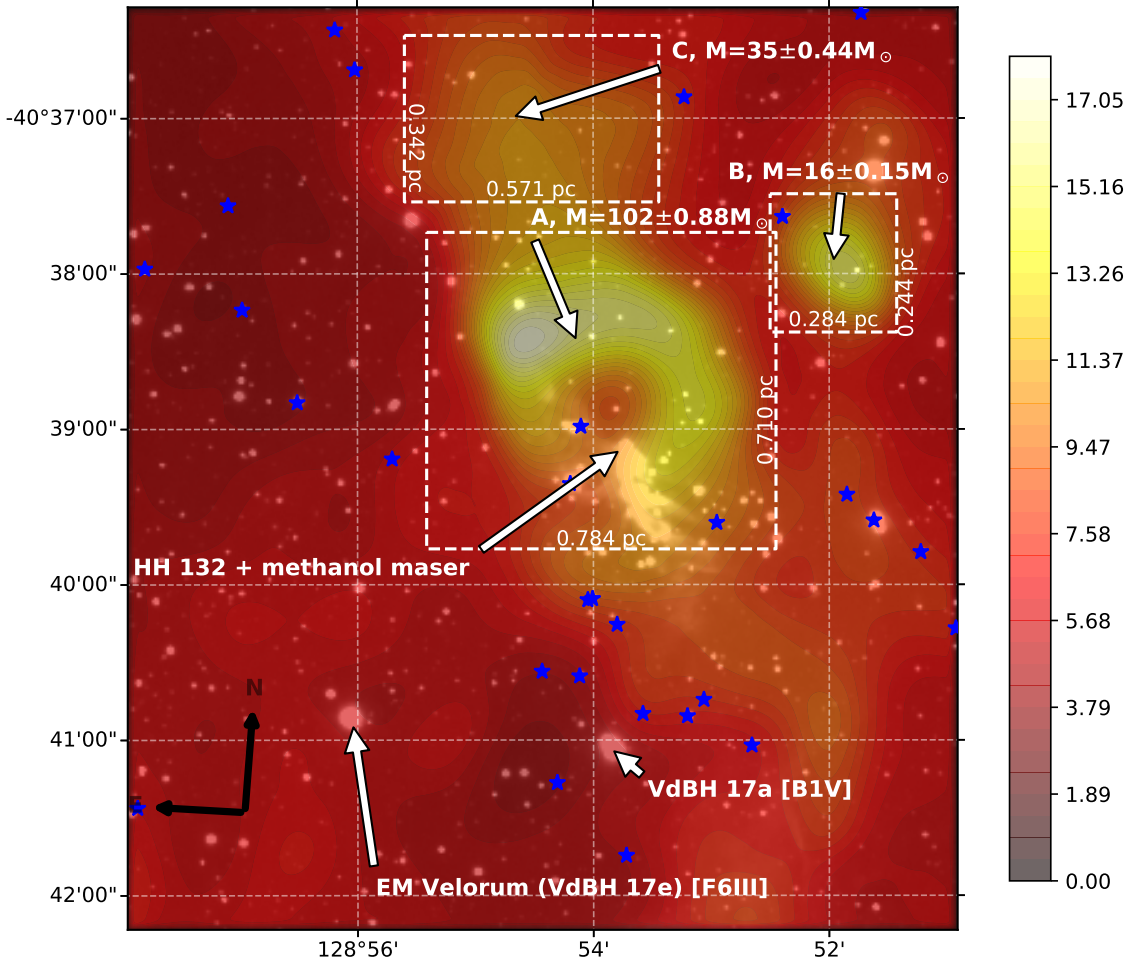 C, M=35±0.44M⊙
-40°37'00"
0.342 pc
0.571 pc
B, M=16±0.15M⊙
A, M=102±0.88M⊙
38'00"
0.284 pc
0.244 pc
0.710 pc
39'00"
0.784 pc
HH 132 + methanol maser
40'00"
N
41'00"
VdBH 17a [B1V]
E
EM Velorum (VdBH 17e) [F6III]
42'00"
128°56'
54'
52'
17.05
15.16
13.26
11.37
9.47
7.58
5.68
3.79
1.89
0.00